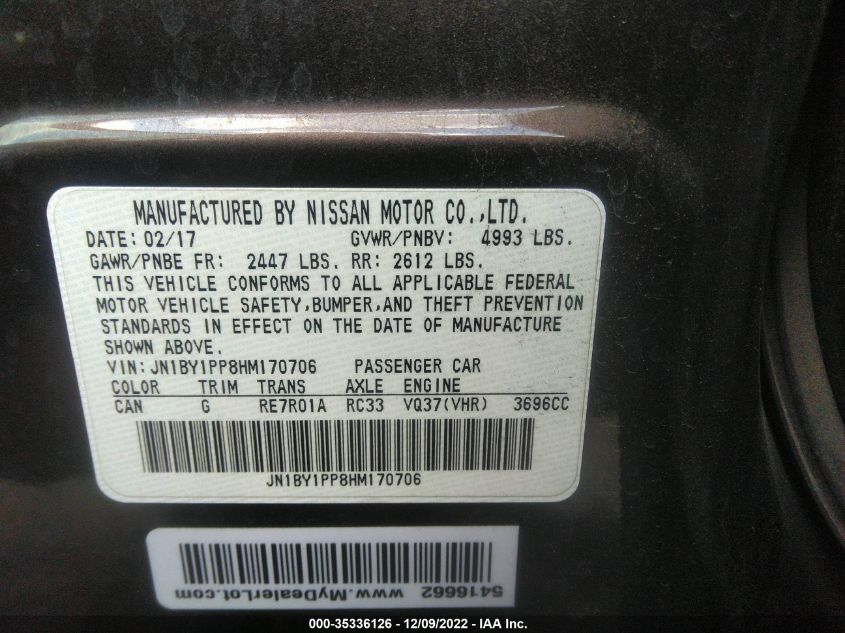 MANUFACTURED BY NISSAN MOTOR CO.,LTD.
DATE: 02/17 GVWR/PNBV: 4993 LBS.
GAWR/PNBE FR: 2447 LBS. RR: 2612 LBS.
THIS VEHICLE CONFORMS TO ALL APPLICABLE FEDERAL
MOTOR VEHICLE SAFETY,BUMPER,AND THEFT PREVENTION
STANDARDS IN EFFECT ON THE DATE OF MANUFACTURE
SHOWN ABOVE.
VIN: JN1BY1PP8HM170706 PASSENGER CAR
COLOR TRIM TRANS AXLE ENGINE
CAN G RE7R01A RC33 VQ37(VHR) 3696CC
JN1BY1PP8HM170706
5416662 www.MyDealerLot.com
000-35336126 - 12/09/2022 - IAA Inc.